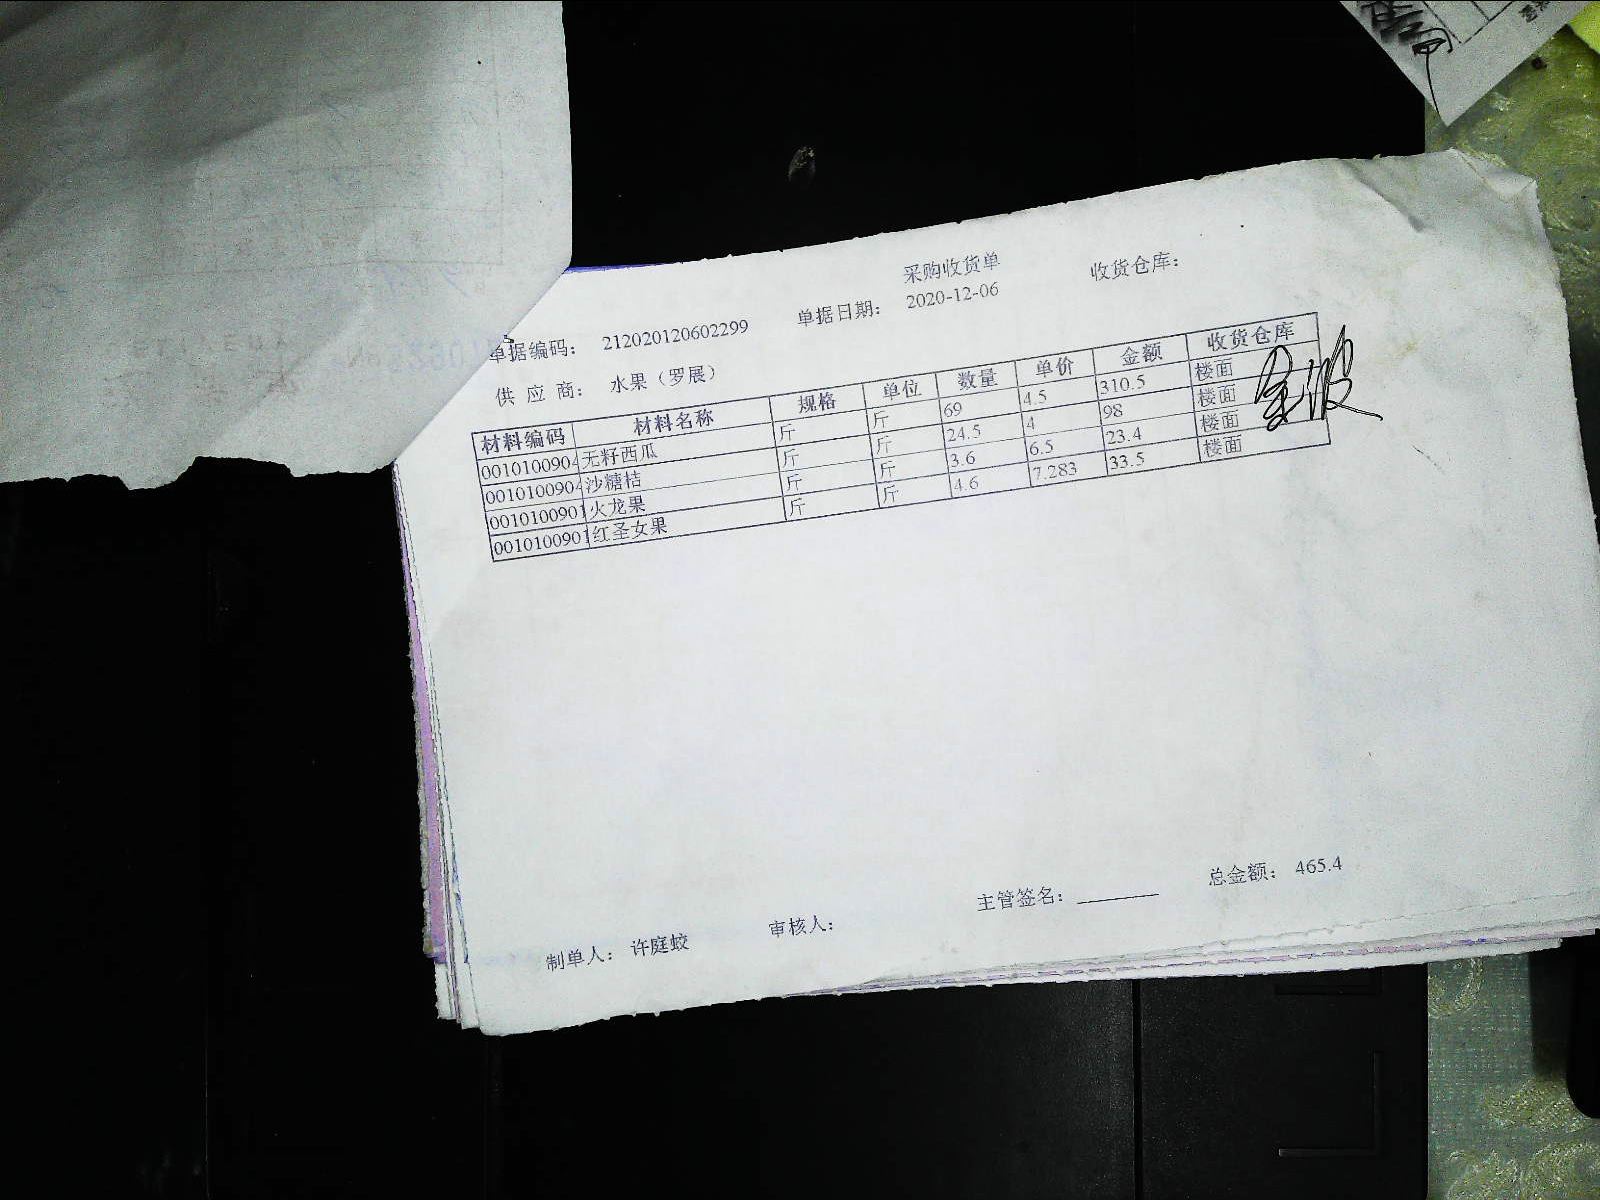 采购收货单
收货仓库：
单据编码： 212020120602299 单据日期： 2020-12-06
供 应 商： 水果（罗展）
材料编码 材料名称 规格 单位 数量 单价 金额 收货仓库
0010100904 无籽西瓜 斤 斤 69 4.5 310.5 楼面
0010100904 沙糖桔 斤 斤 24.5 4 98 楼面
0010100901 火龙果 斤 斤 3.6 6.5 23.4 楼面
0010100901 红圣女果 斤 斤 4.6 7.283 33.5 楼面
制单人： 许庭蛟 审核人： 主管签名： 总金额： 465.4